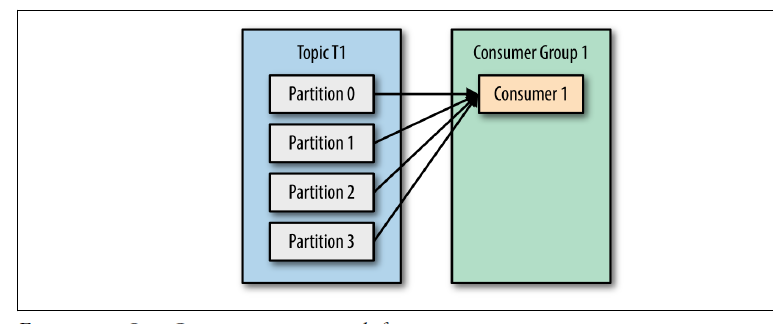 Topic T1
Partition 0
Partition 1
Partition 2
Partition 3
Consumer Group 1
Consumer 1